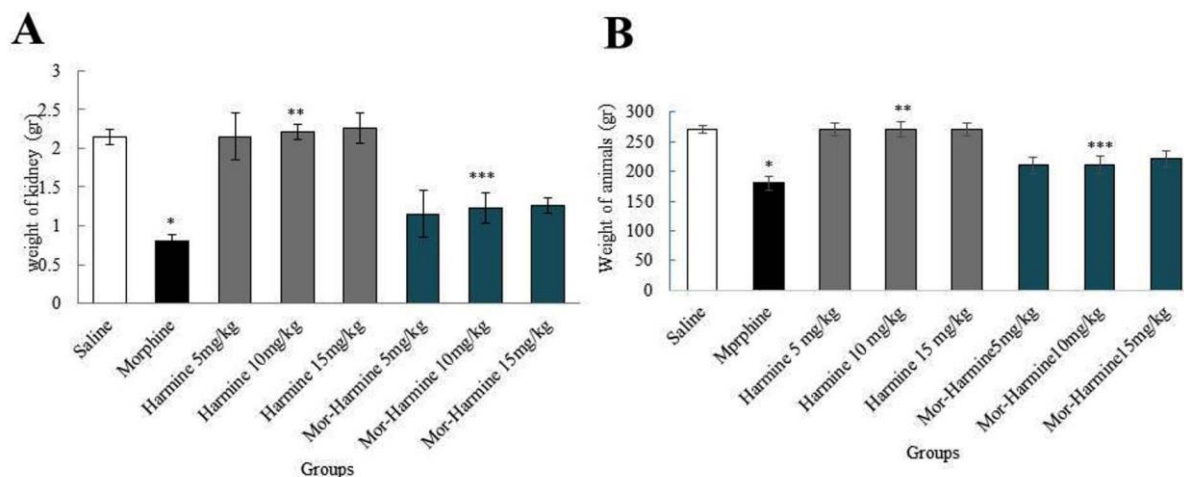 A
weight of kidney (gr)
3
2.5
2
1.5
1
0.5
0
*
**
***
Saline
Morphine
Harmine 5mg/kg
Harmine 10mg/kg
Harmine 15mg/kg
Mor-Harmine 5mg/kg
Mor-Harmine 10mg/kg
Mor-Harmine 15mg/kg
Groups
B
Weight of animals (gr)
300
250
200
150
100
50
0
*
**
***
Saline
Mprphine
Harmine 5 mg/kg
Harmine 10 mg/kg
Harmine 15 mg/kg
Mor-Harmine5mg/kg
Mor-Harmine10mg/kg
Mor-Harmine15mg/kg
Groups